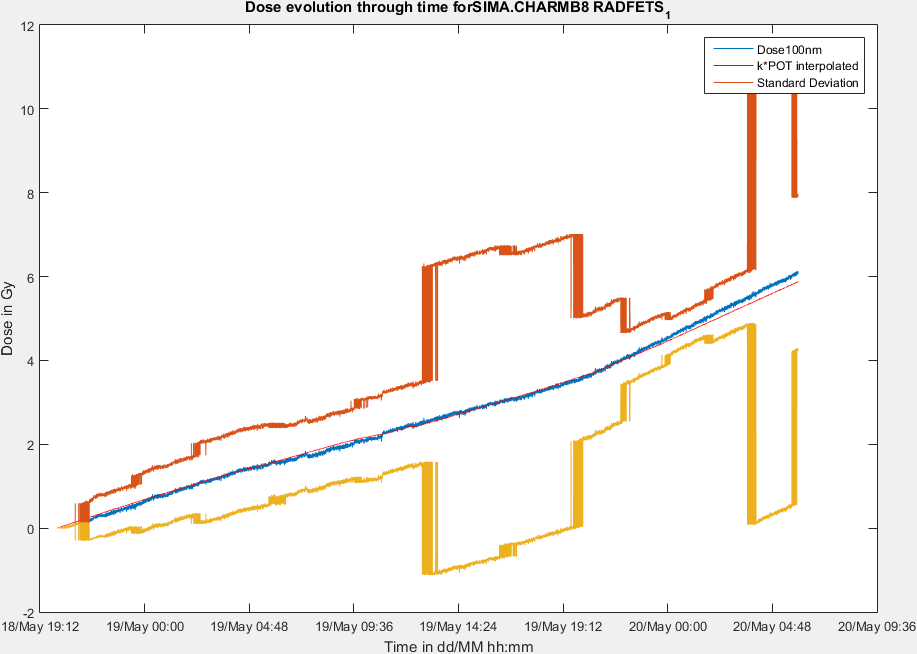 Dose evolution through time forSIMA.CHARMB8 RADFETS1
Dose100nm
k*POT interpolated
Standard Deviation
12
10
8
6
4
2
0
-2
Dose in Gy
18/May 19:12 19/May 00:00 19/May 04:48 19/May 09:36 19/May 14:24 19/May 19:12 20/May 00:00 20/May 04:48 20/May 09:36
Time in dd/MM hh:mm